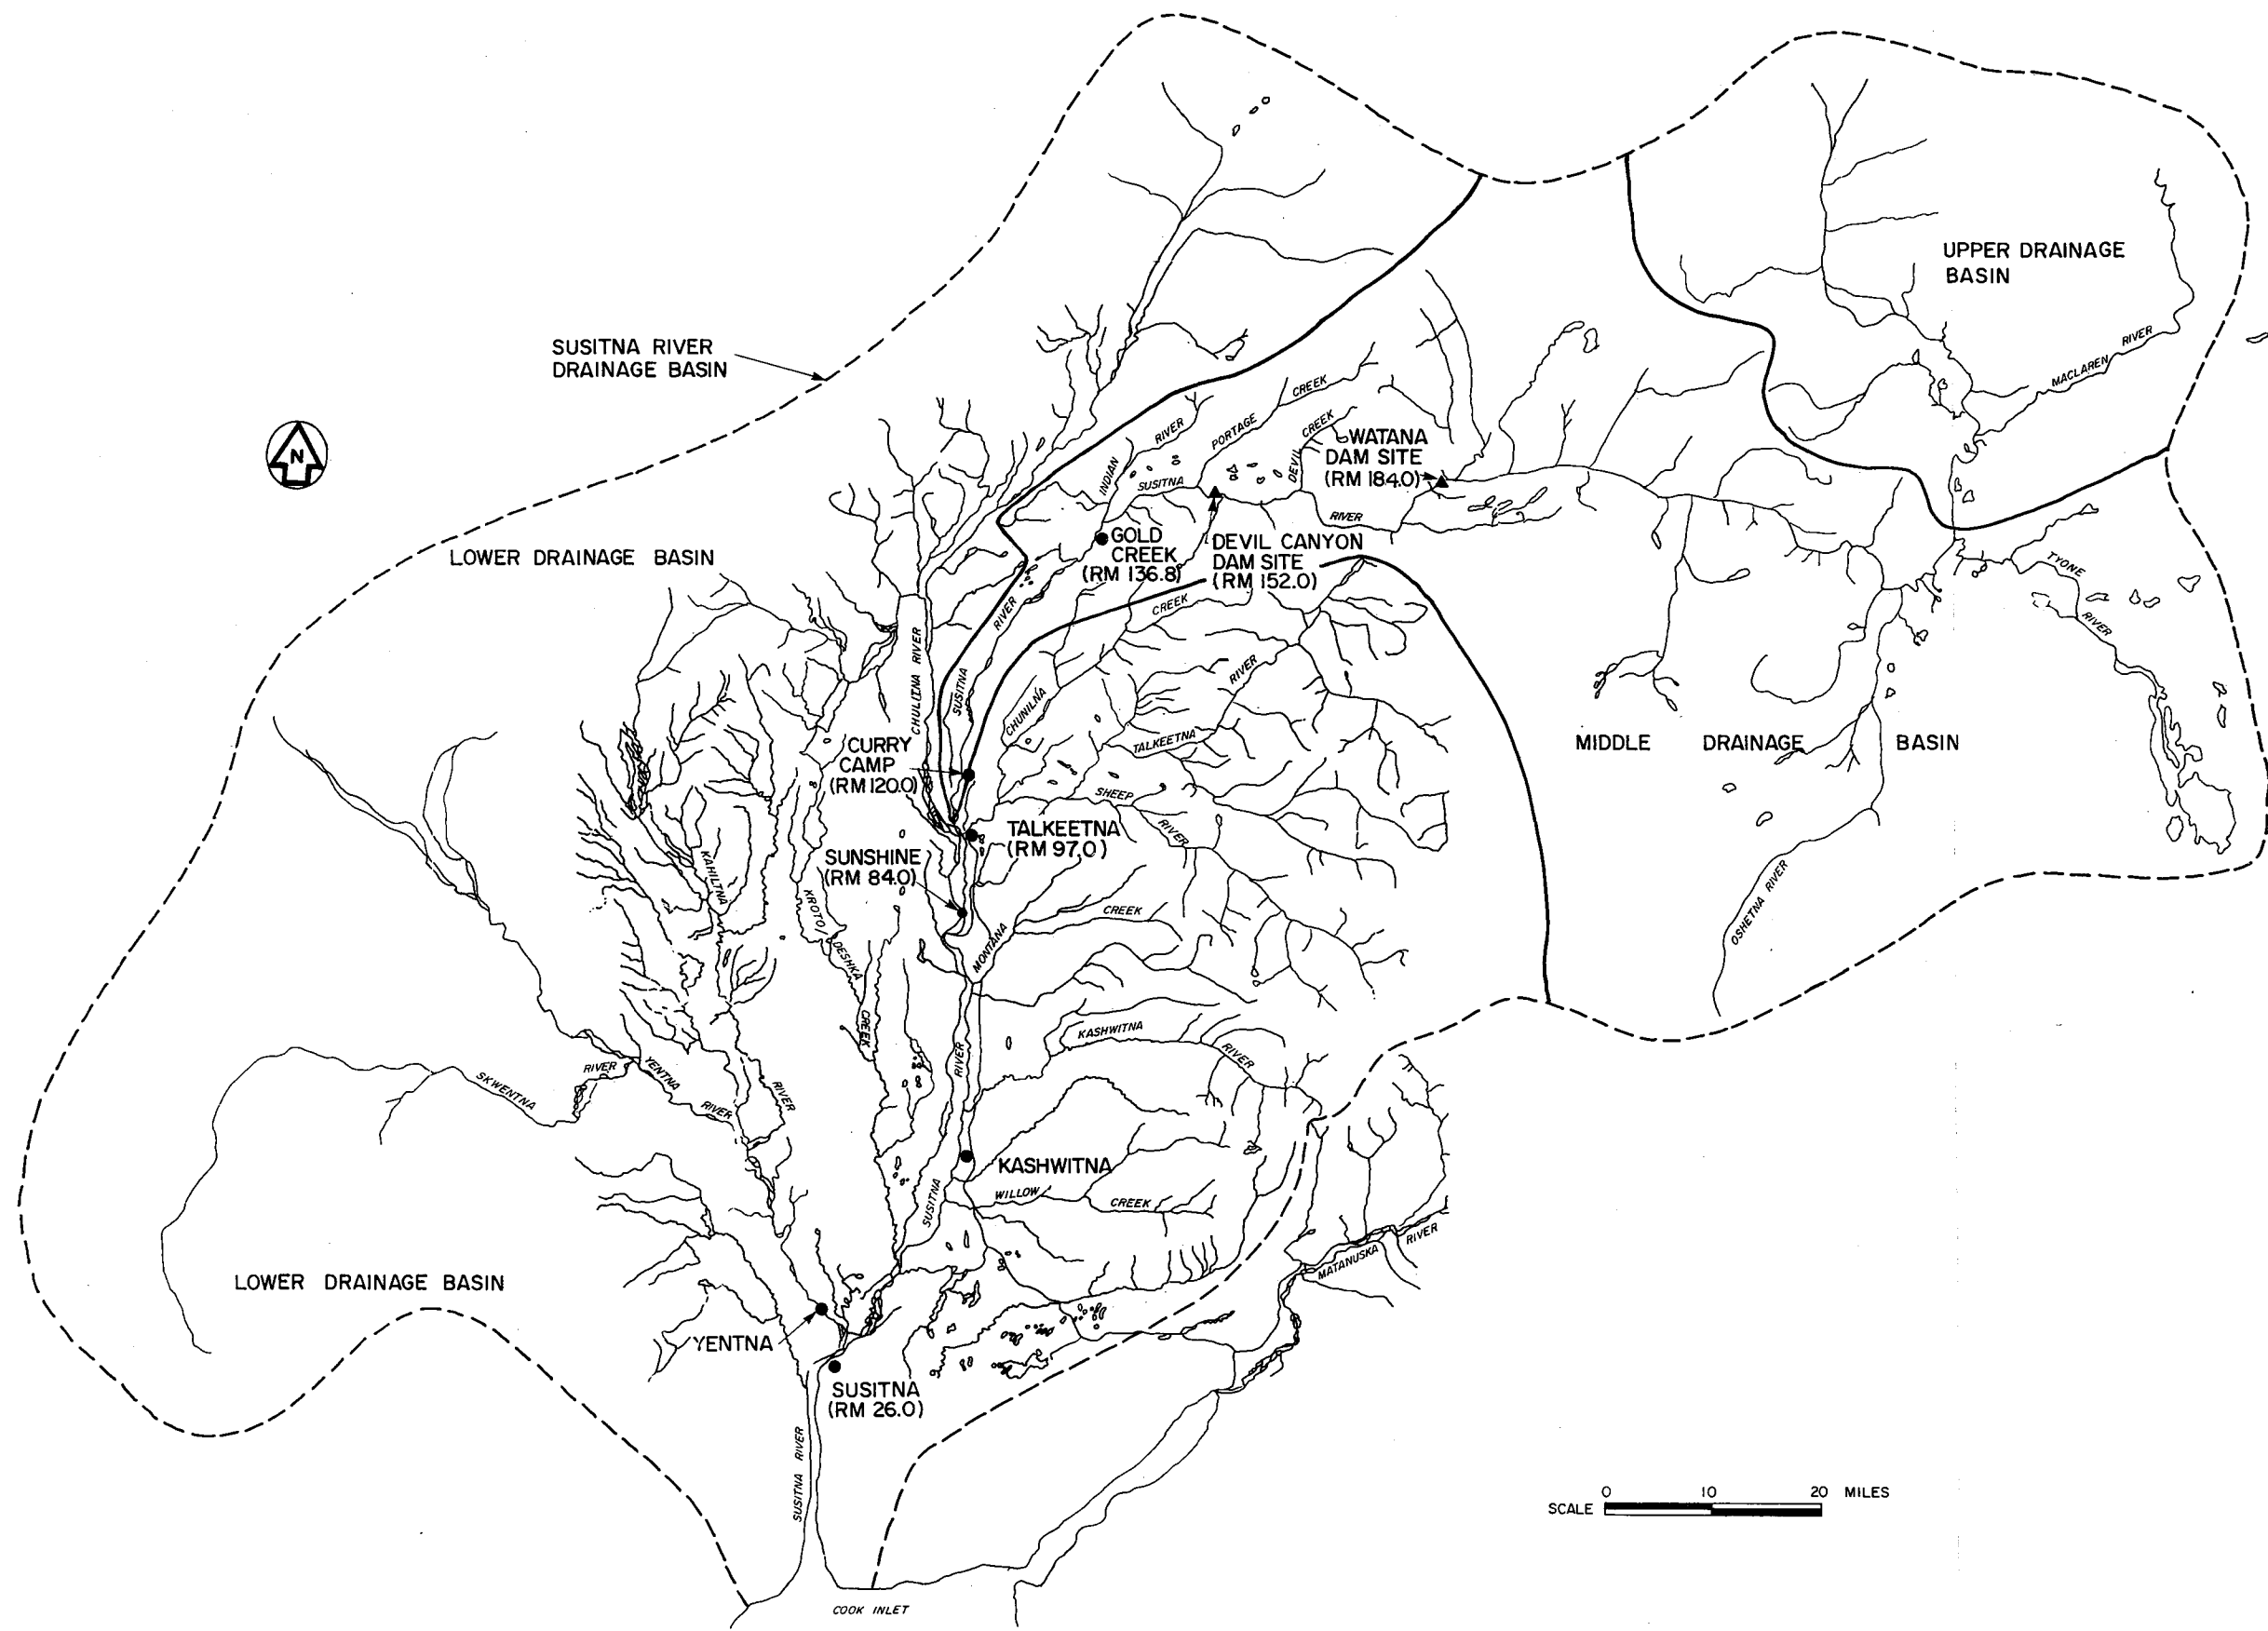 UPPER DRAINAGE
BASIN
SUSITNA RIVER
DRAINAGE BASIN
MACLAREN RIVER
N
INDIAN RIVER
PORTAGE CREEK
DEVIL CREEK
WATANA
DAM SITE
(RM 184.0)
SUSITNA RIVER
LOWER DRAINAGE BASIN
GOLD
CREEK
(RM 136.8)
DEVIL CANYON
DAM SITE
(RM 152.0)
TYONE RIVER
SUSITNA RIVER
CHULITNA RIVER
CHUNILNA CREEK
TALKEETNA RIVER
MIDDLE DRAINAGE BASIN
CURRY
CAMP
(RM 120.0)
SHEEP RIVER
TALKEETNA
(RM 97.0)
SUNSHINE
(RM 84.0)
KAHILTNA RIVER
KROTO/DESHKA CREEK
MONTANA CREEK
OSHETNA RIVER
KASHWITNA RIVER
SKWENTNA RIVER
YENTNA RIVER
SUSITNA RIVER
KASHWITNA
WILLOW CREEK
MATANUSKA RIVER
LOWER DRAINAGE BASIN
YENTNA
SUSITNA
(RM 26.0)
SUSITNA RIVER
0 10 20 MILES
SCALE
COOK INLET